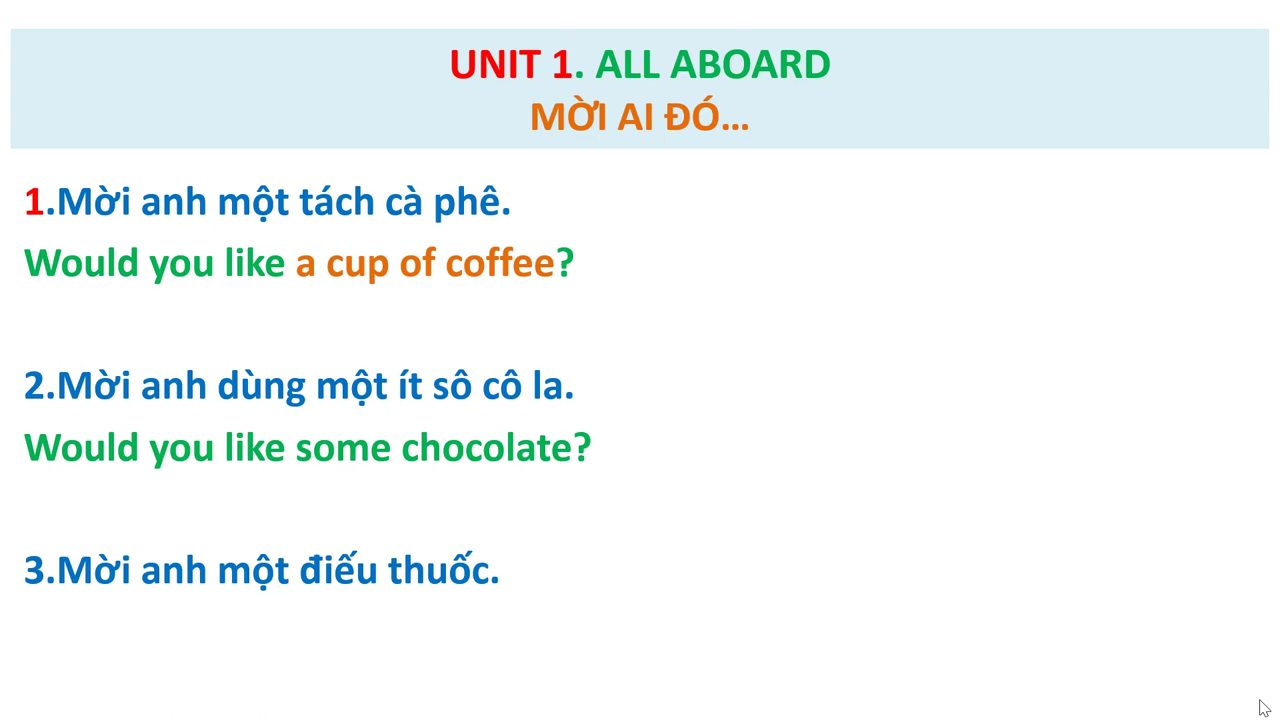 UNIT 1. ALL ABOARD
MỜI AI ĐÓ...
1.Mời anh một tách cà phê.
Would you like a cup of coffee?
2.Mời anh dùng một ít sô cô la.
Would you like some chocolate?
3.Mời anh một điếu thuốc.